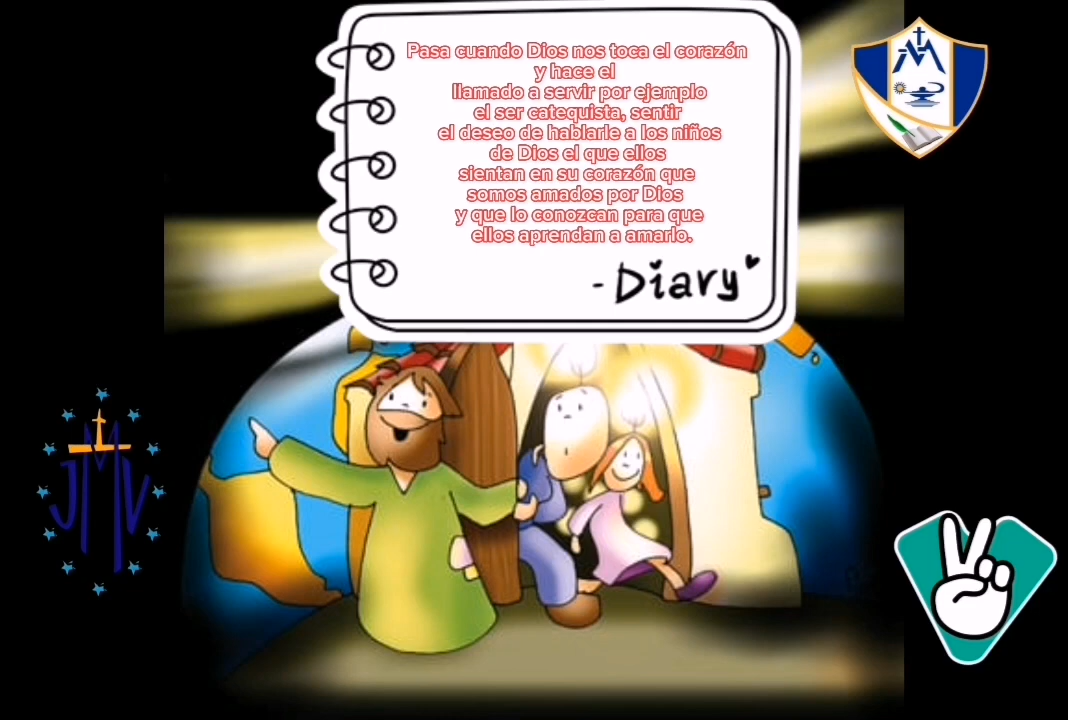 Pasa cuando Dios nos toca el corazón
y hace el
llamado a servir por ejemplo
el ser catequista, sentir
el deseo de hablarle a los niños
de Dios el que ellos
sientan en su corazón que
somos amados por Dios
y que lo conozcan para que
ellos aprendan a amarlo.
- Diary
JMV